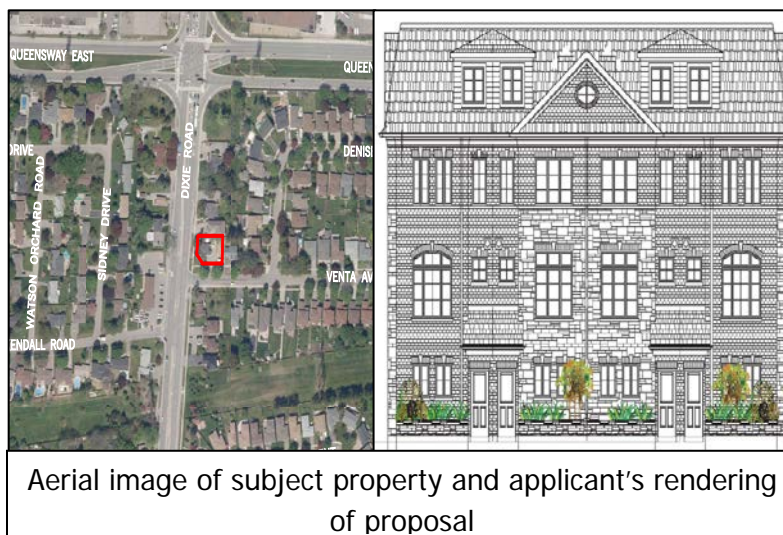 QUEENSWAY EAST
QUEEN
DRIVE
WATSON ORCHARD ROAD
SIDNEY DRIVE
DIXIE ROAD
DENIS
VENTA AV
ENDALL ROAD
Aerial image of subject property and applicant's rendering
of proposal